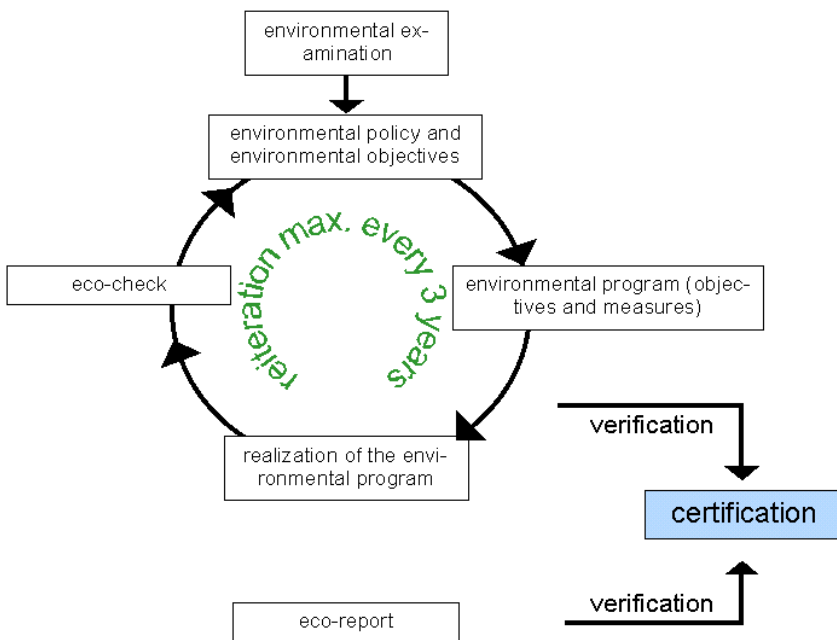 environmental ex-
amination
environmental policy and
environmental objectives
reiteration max. every 3 years
eco-check
environmental program (objec-
tives and measures)
realization of the envi-
ronmental program
verification
certification
verification
eco-report